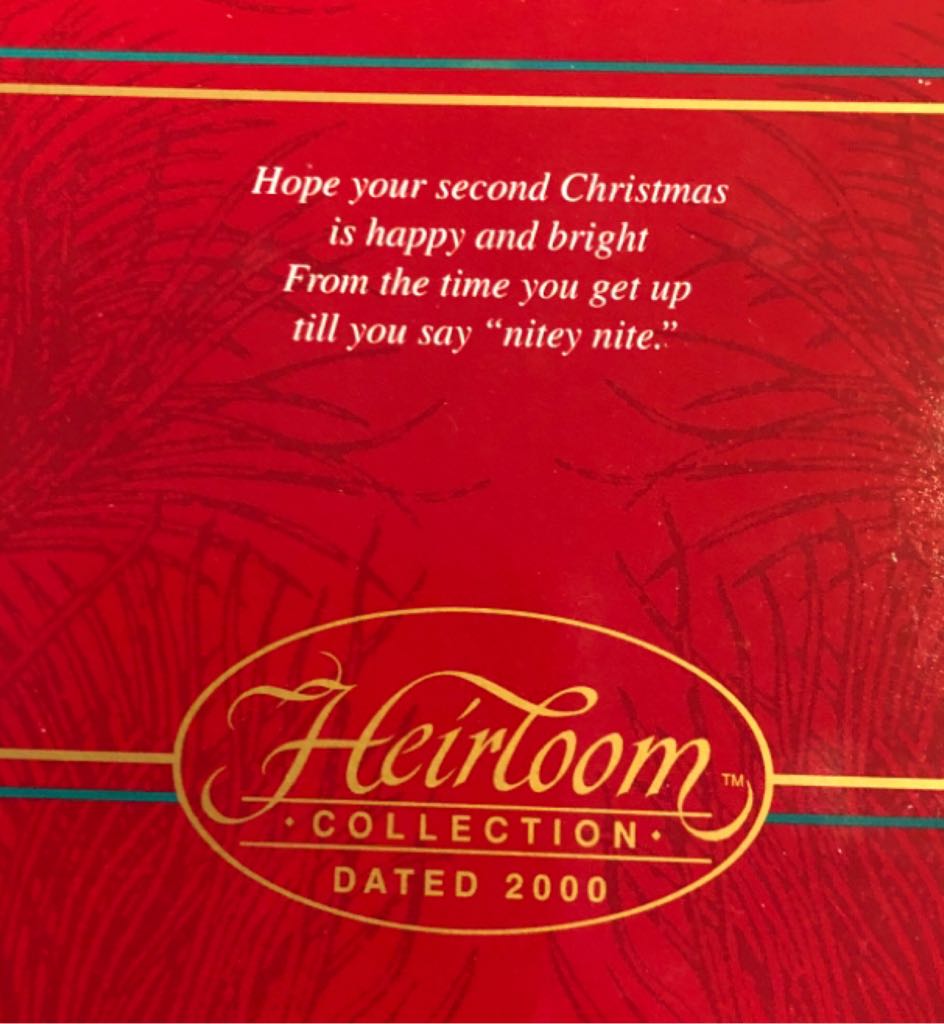 Hope your second Christmas
is happy and bright
From the time you get up
till you say “nitey nite.”
Heirloom ™
· COLLECTION ·
DATED 2000